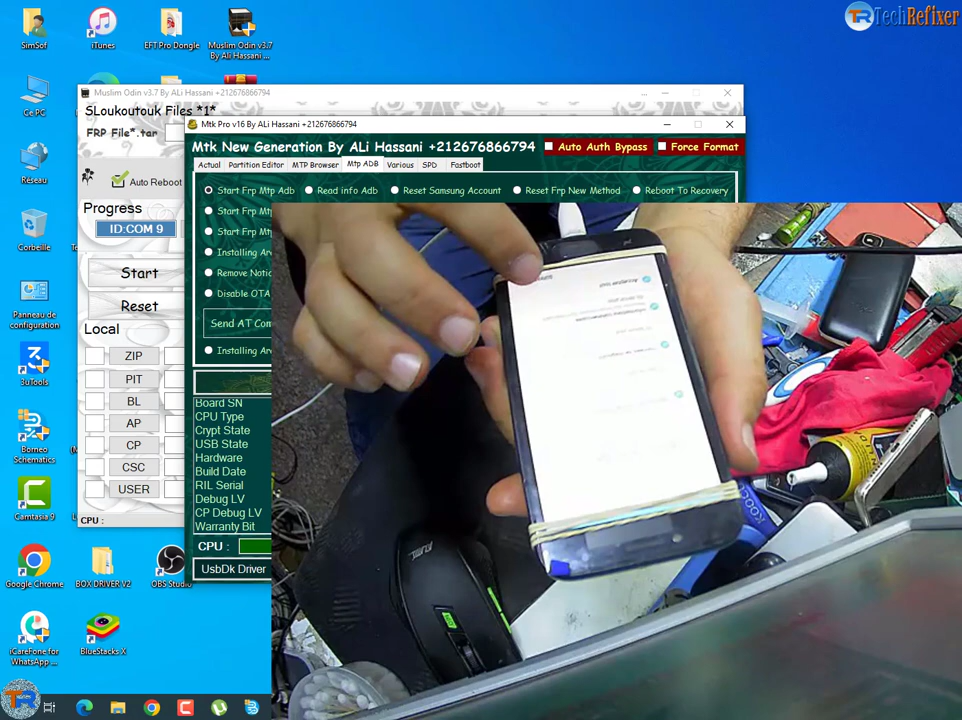 TechRefixer
SimSof
iTunes
EFT Pro Dongle
Muslim Odin v3.7
By ALi Hassani ...
Ce PC
Réseau
Corbeille
Panneau de
configuration
3uTools
Borneo
Schematics
Camtasia 9
Google Chrome
BOX DRIVER V2
OBS Studio
iCareFone for
WhatsApp ...
BlueStacks X
Muslim Odin v3.7 By ALi Hassani +212676866794
SLoukoutouk Files *1*
FRP File*.tar
Auto Reboot
Progress
ID:COM 9
Start
Reset
Local
ZIP
PIT
BL
AP
CP
CSC
USER
CPU :
Mtk Pro v16 By ALi Hassani +212676866794
Mtk New Generation By ALi Hassani +212676866794
Auto Auth Bypass
Force Format
Actual
Partition Editor
MTP Browser
Mtp ADB
Various
SPD
Fastboot
Start Frp Mtp Adb
Read info Adb
Reset Samsung Account
Reset Frp New Method
Reboot To Recovery
Start Frp Mt
Start Frp Mt
Installing Ar
Remove Notic
Disable OTA
Send AT Com
Installing Ar
Board SN
CPU Type
Crypt State
USB State
Hardware
Build Date
RIL Serial
Debug LV
CP Debug LV
Warranty Bit
CPU :
UsbDk Driver